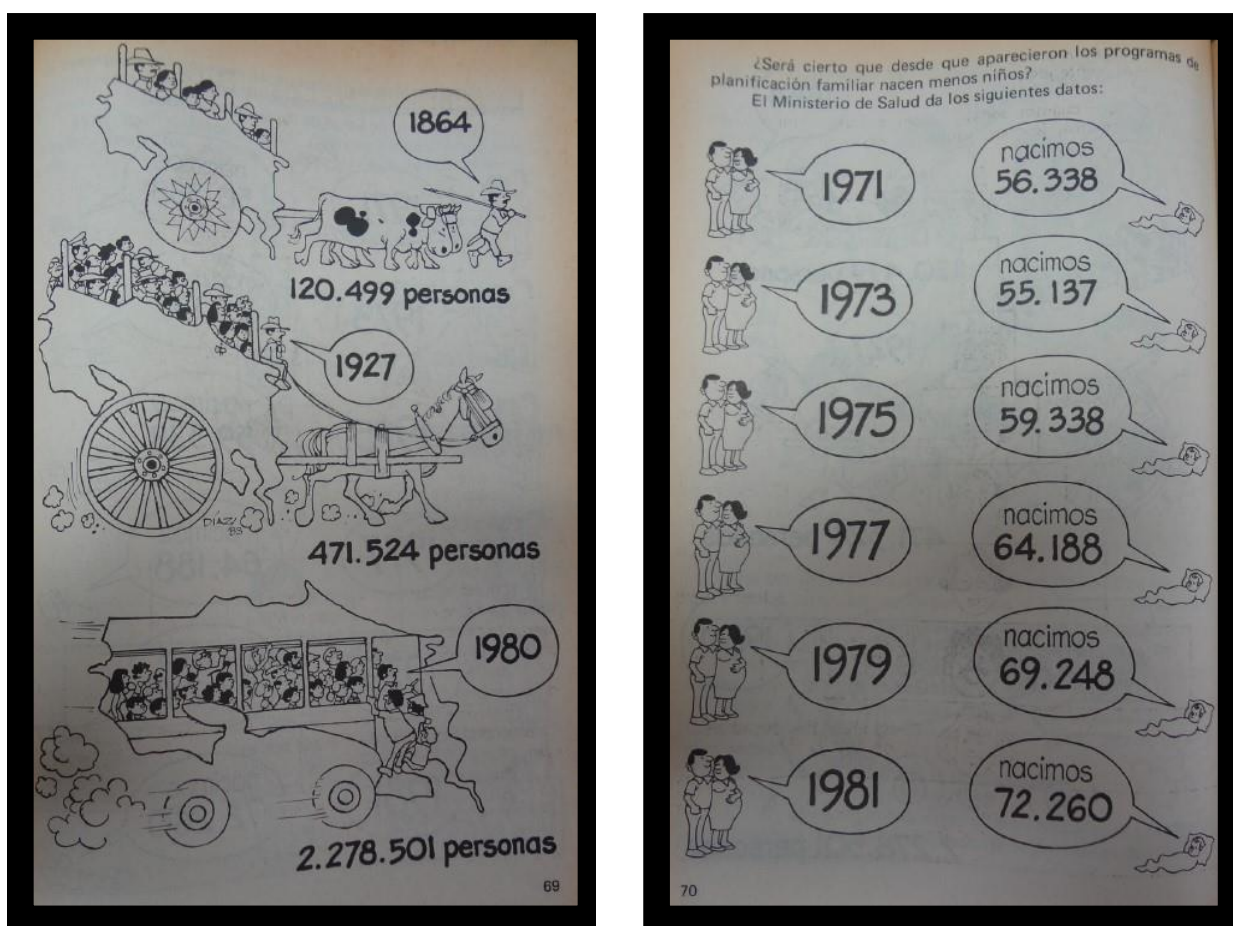 1864
120.499 personas
1927
DÍAZ
83
471.524 personas
1980
2.278.501 personas
69
¿Será cierto que desde que aparecieron los programas de
planificación familiar nacen menos niños?
El Ministerio de Salud da los siguientes datos:
1971
nacimos
56.338
1973
nacimos
55.137
1975
nacimos
59.338
1977
nacimos
64.188
1979
nacimos
69.248
1981
nacimos
72.260
70